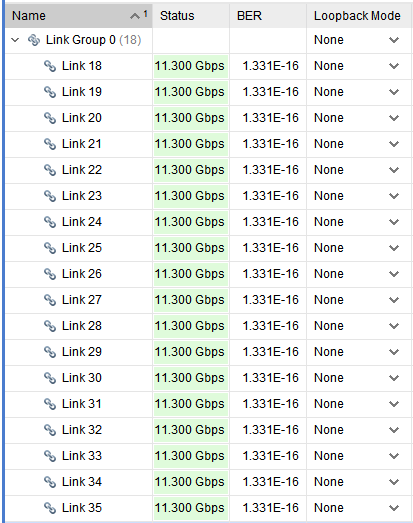 Name 1 Status BER Loopback Mode
Link Group 0 (18) None
Link 18 11.300 Gbps 1.331E-16 None
Link 19 11.300 Gbps 1.331E-16 None
Link 20 11.300 Gbps 1.331E-16 None
Link 21 11.300 Gbps 1.331E-16 None
Link 22 11.300 Gbps 1.331E-16 None
Link 23 11.300 Gbps 1.331E-16 None
Link 24 11.300 Gbps 1.331E-16 None
Link 25 11.300 Gbps 1.331E-16 None
Link 26 11.300 Gbps 1.331E-16 None
Link 27 11.300 Gbps 1.331E-16 None
Link 28 11.300 Gbps 1.331E-16 None
Link 29 11.300 Gbps 1.331E-16 None
Link 30 11.300 Gbps 1.331E-16 None
Link 31 11.300 Gbps 1.331E-16 None
Link 32 11.300 Gbps 1.331E-16 None
Link 33 11.300 Gbps 1.331E-16 None
Link 34 11.300 Gbps 1.331E-16 None
Link 35 11.300 Gbps 1.331E-16 None